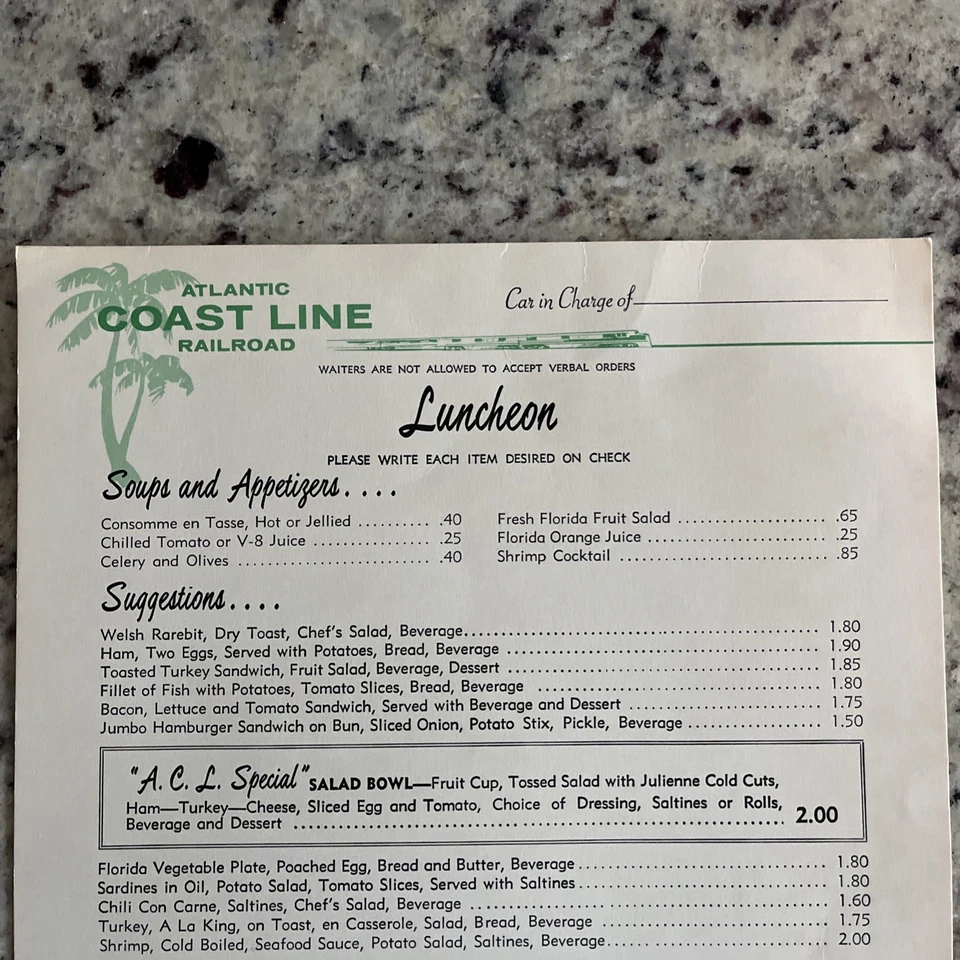 ATLANTIC
COAST LINE
RAILROAD
Car in Charge of
WAITERS ARE NOT ALLOWED TO ACCEPT VERBAL ORDERS
Luncheon
PLEASE WRITE EACH ITEM DESIRED ON CHECK
Soups and Appetizers....
Consomme en Tasse, Hot or Jellied .......... .40
Chilled Tomato or V-8 Juice ................ .25
Celery and Olives .......................... .40
Fresh Florida Fruit Salad ..................... .65
Florida Orange Juice .......................... .25
Shrimp Cocktail .............................. .85
Suggestions....
Welsh Rarebit, Dry Toast, Chef's Salad, Beverage.................................................... 1.80
Ham, Two Eggs, Served with Potatoes, Bread, Beverage ............................................. 1.90
Toasted Turkey Sandwich, Fruit Salad, Beverage, Dessert ............................................ 1.85
Fillet of Fish with Potatoes, Tomato Slices, Bread, Beverage ........................................ 1.80
Bacon, Lettuce and Tomato Sandwich, Served with Beverage and Dessert ........................... 1.75
Jumbo Hamburger Sandwich on Bun, Sliced Onion, Potato Stix, Pickle, Beverage .................. 1.50
"A. C. L. Special" SALAD BOWL—Fruit Cup, Tossed Salad with Julienne Cold Cuts,
Ham—Turkey—Cheese, Sliced Egg and Tomato, Choice of Dressing, Saltines or Rolls,
Beverage and Dessert ...................................................................... 2.00
Florida Vegetable Plate, Poached Egg, Bread and Butter, Beverage.................................... 1.80
Sardines in Oil, Potato Salad, Tomato Slices, Served with Saltines.................................... 1.80
Chili Con Carne, Saltines, Chef's Salad, Beverage ................................................... 1.60
Turkey, A La King, on Toast, en Casserole, Salad, Bread, Beverage ................................. 1.75
Shrimp, Cold Boiled, Seafood Sauce, Potato Salad, Saltines, Beverage................................ 2.00